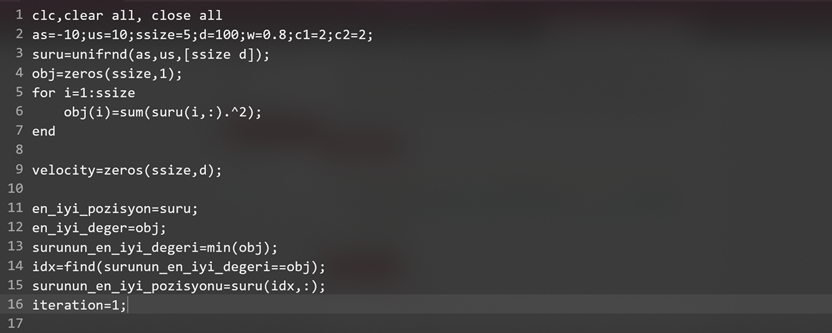 1 clc,clear all, close all
2 as=-10;us=10;ssize=5;d=100;w=0.8;c1=2;c2=2;
3 suru=unifrnd(as,us,[ssize d]);
4 obj=zeros(ssize,1);
5 for i=1:ssize
6     obj(i)=sum(suru(i,:).^2);
7 end
8
9 velocity=zeros(ssize,d);
10
11 en_iyi_pozisyon=suru;
12 en_iyi_deger=obj;
13 surunun_en_iyi_degeri=min(obj);
14 idx=find(surunun_en_iyi_degeri==obj);
15 surunun_en_iyi_pozisyonu=suru(idx,:);
16 iteration=1;
17